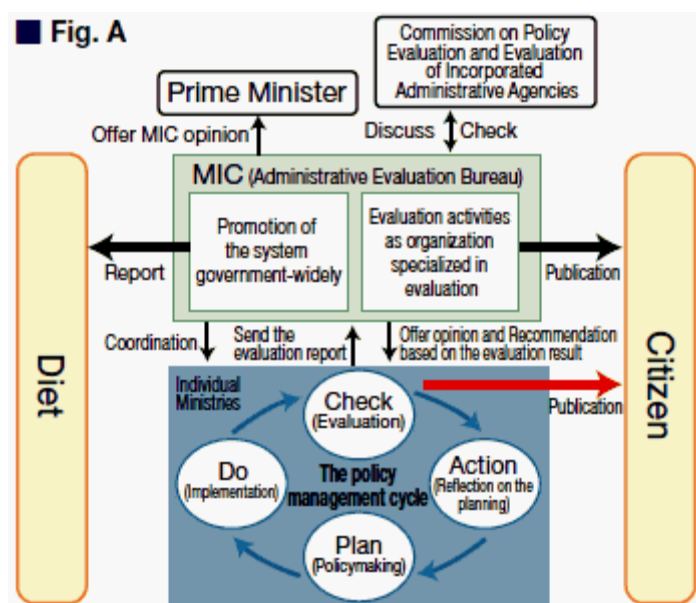 ■ Fig. A
Commission on Policy
Evaluation and Evaluation
of Incorporated
Administrative Agencies
Prime Minister
Offer MIC opinion
Discuss
Check
MIC (Administrative Evaluation Bureau)
Promotion of
the system
government-widely
Evaluation activities
as organization
specialized in
evaluation
Report
Publication
Diet
Citizen
Coordination
Send the
evaluation report
Offer opinion and Recommendation
based on the evaluation result
Individual
Ministries
Check
(Evaluation)
Publication
Do
(Implementation)
The policy
management cycle
Action
(Reflection on the
planning)
Plan
(Policymaking)